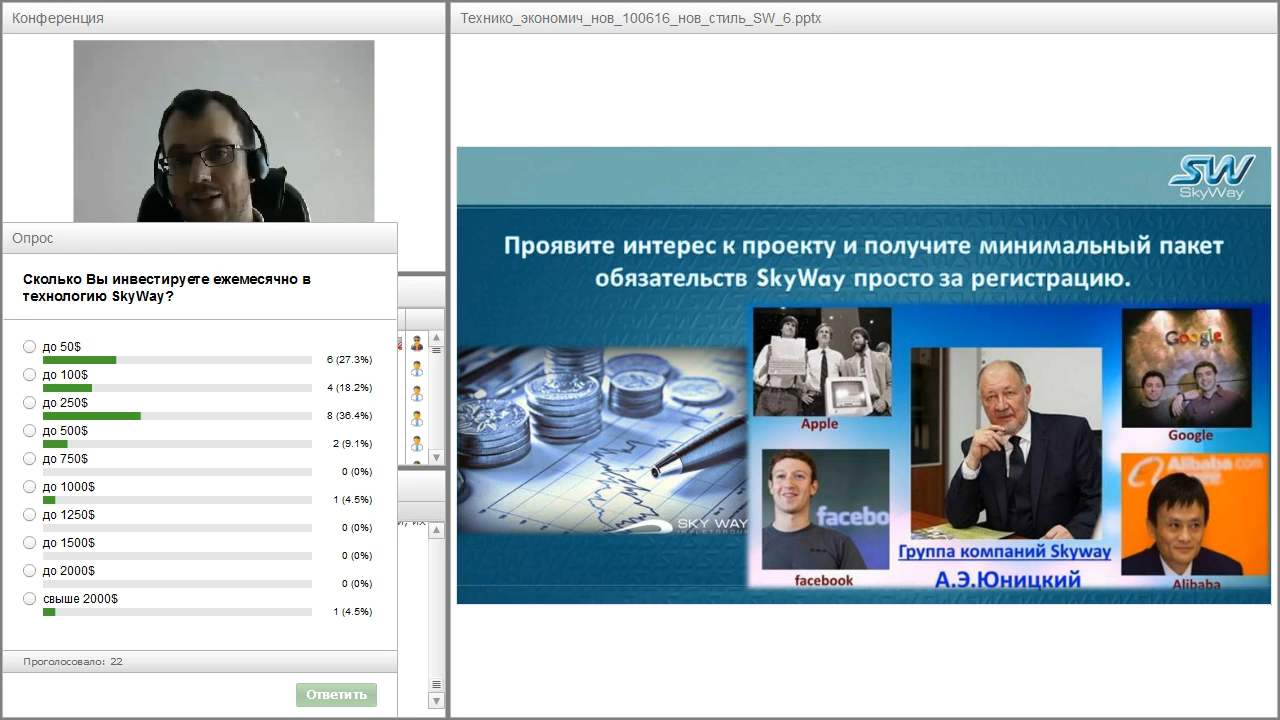 Конференция
Технико_экономич_нов_100616_нов_стиль_SW_6.pptx
Опрос
Сколько Вы инвестируете ежемесячно в
технологию SkyWay?
до 50$
6 (27.3%)
до 100$
4 (18.2%)
до 250$
8 (36.4%)
до 500$
2 (9.1%)
до 750$
0 (0%)
до 1000$
1 (4.5%)
до 1250$
0 (0%)
до 1500$
0 (0%)
до 2000$
0 (0%)
свыше 2000$
1 (4.5%)
Проголосовало: 22
Ответить
SW
SkyWay
Проявите интерес к проекту и получите минимальный пакет
обязательств SkyWay просто за регистрацию.
SKY WAY
Apple
Google
Google
facebo
facebook
Группа компаний Skyway
А.Э.Юницкий
Alibaba.com
Alibaba